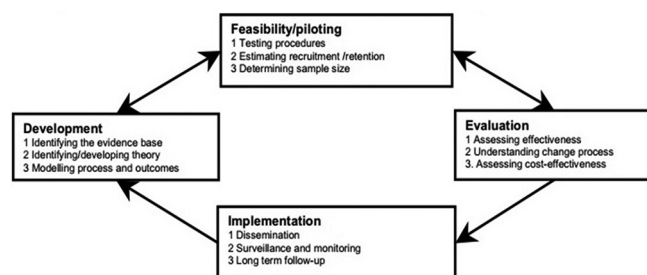 Feasibility/piloting
1 Testing procedures
2 Estimating recruitment /retention
3 Determining sample size
Development
1 Identifying the evidence base
2 Identifying/developing theory
3 Modelling process and outcomes
Evaluation
1 Assessing effectiveness
2 Understanding change process
3. Assessing cost-effectiveness
Implementation
1 Dissemination
2 Surveillance and monitoring
3 Long term follow-up